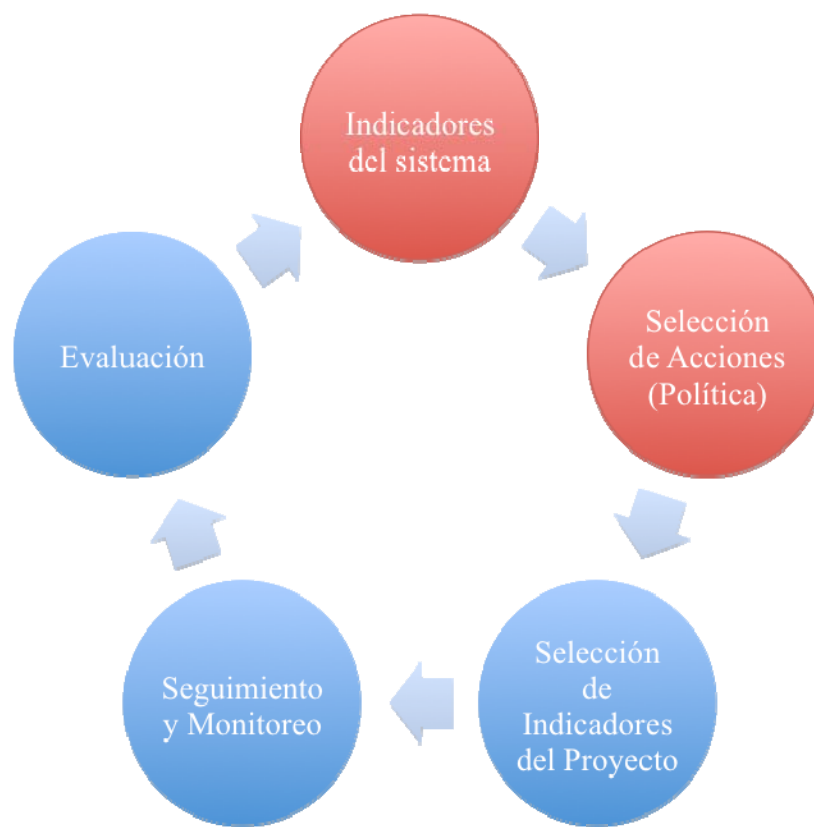 Indicadores
del sistema
Selección
de Acciones
(Política)
Selección
de
Indicadores
del Proyecto
Seguimiento
y Monitoreo
Evaluación